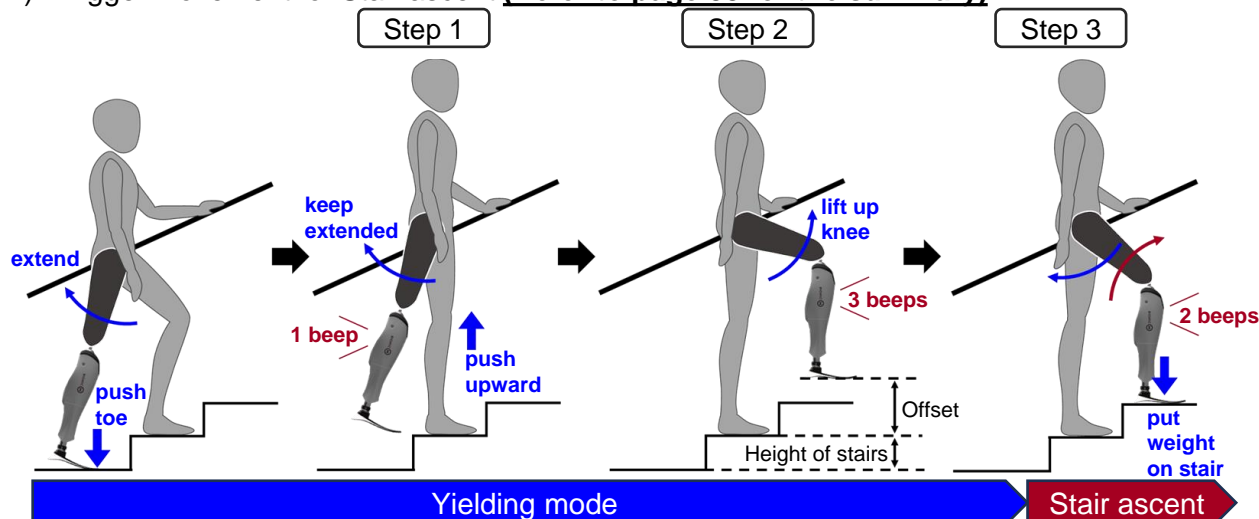 Step 1
Step 2
Step 3
extend
push
toe
keep
extended
1 beep
push
upward
lift up
knee
3 beeps
Offset
Height of stairs
2 beeps
put
weight
on stair
Yielding mode
Stair ascent